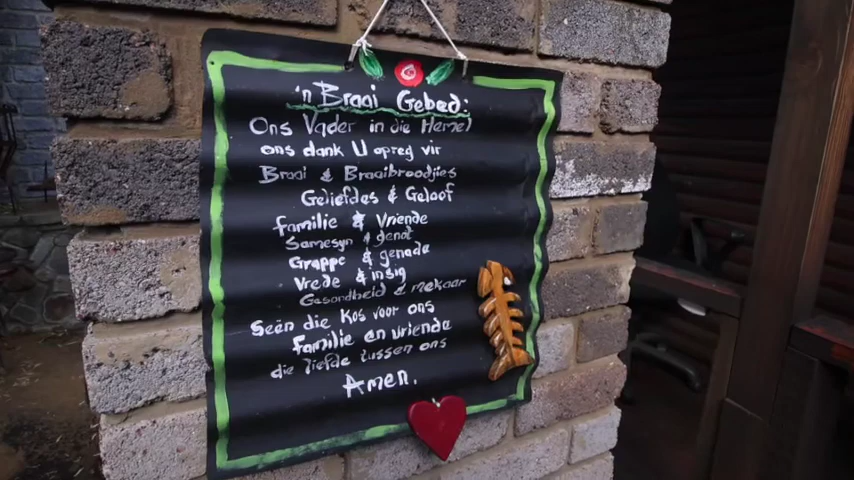 'n Braai Gebed:
Ons Vader in die Hemel
ons dank U opreg vir
Braai & Braaibroodjies
Geliefdes & Geloof
familie & Vriende
Samesyn & genot
Grappe & genade
Vrede & insig
Gesondheid & mekaar
Seën die Kos voor ons
Familie en vriende
die liefde tussen ons
Amen.